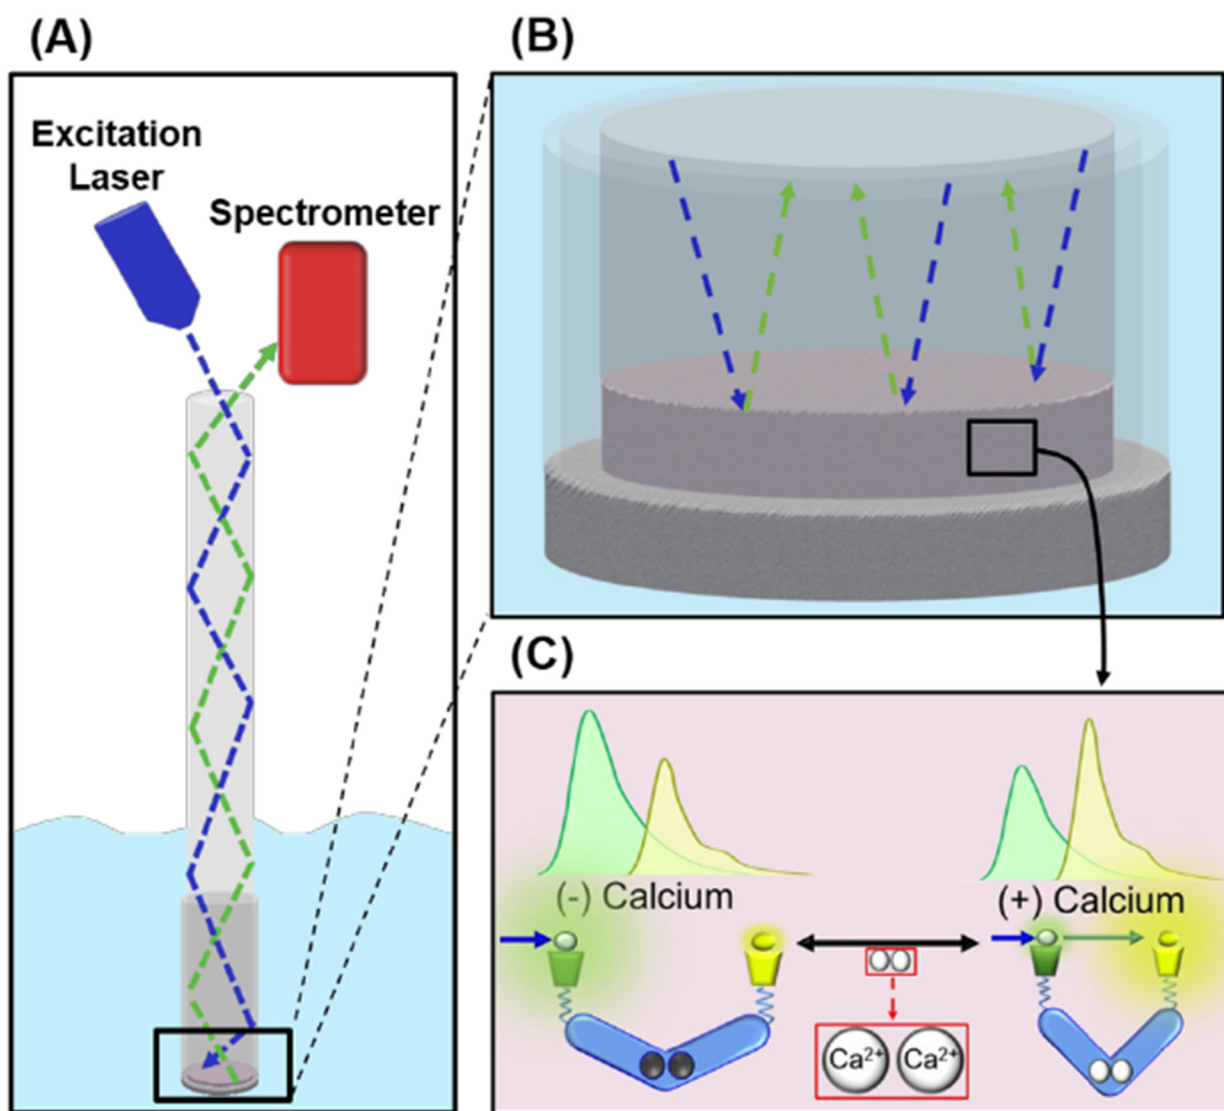 (A)
Excitation
Laser
Spectrometer
(B)
(C)
(-) Calcium
(+) Calcium
Ca²⁺ Ca²⁺